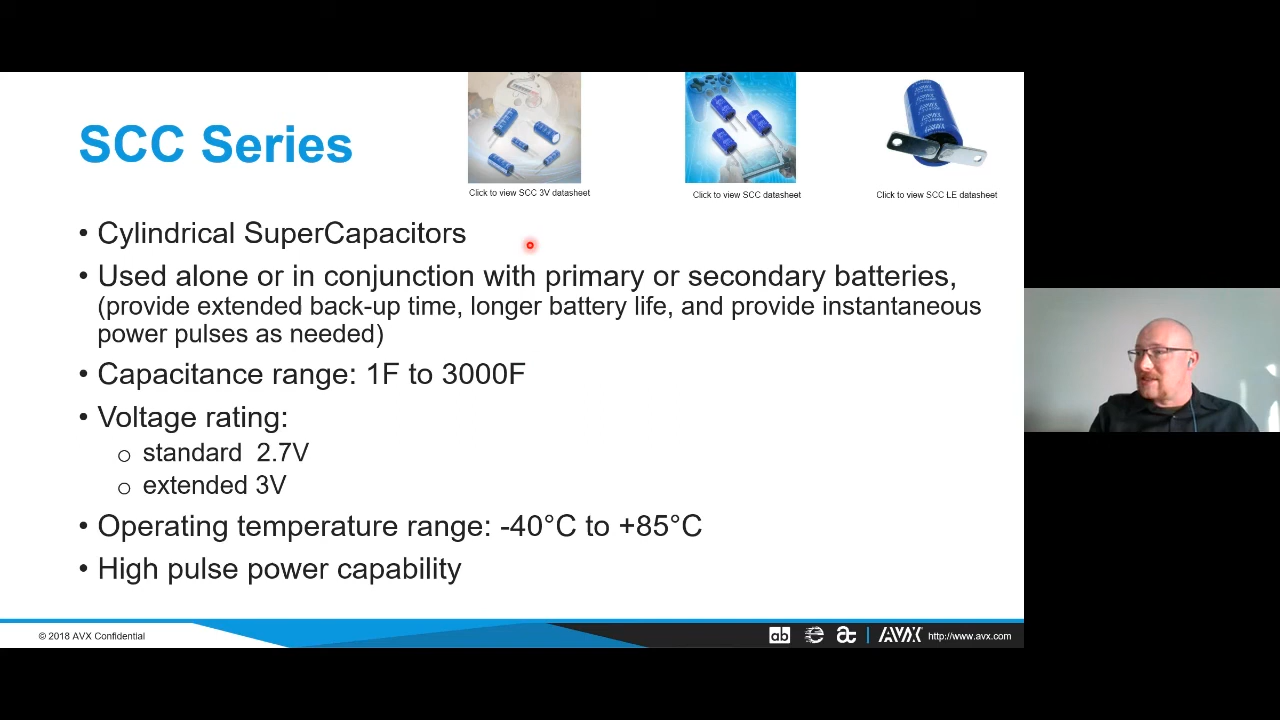 SCC Series
Click to view SCC 3V datasheet
Click to view SCC datasheet
Click to view SCC LE datasheet
• Cylindrical SuperCapacitors
• Used alone or in conjunction with primary or secondary batteries,
(provide extended back-up time, longer battery life, and provide instantaneous
power pulses as needed)
• Capacitance range: 1F to 3000F
• Voltage rating:
o standard 2.7V
o extended 3V
• Operating temperature range: -40°C to +85°C
• High pulse power capability
© 2018 AVX Confidential
AVX http://www.avx.com